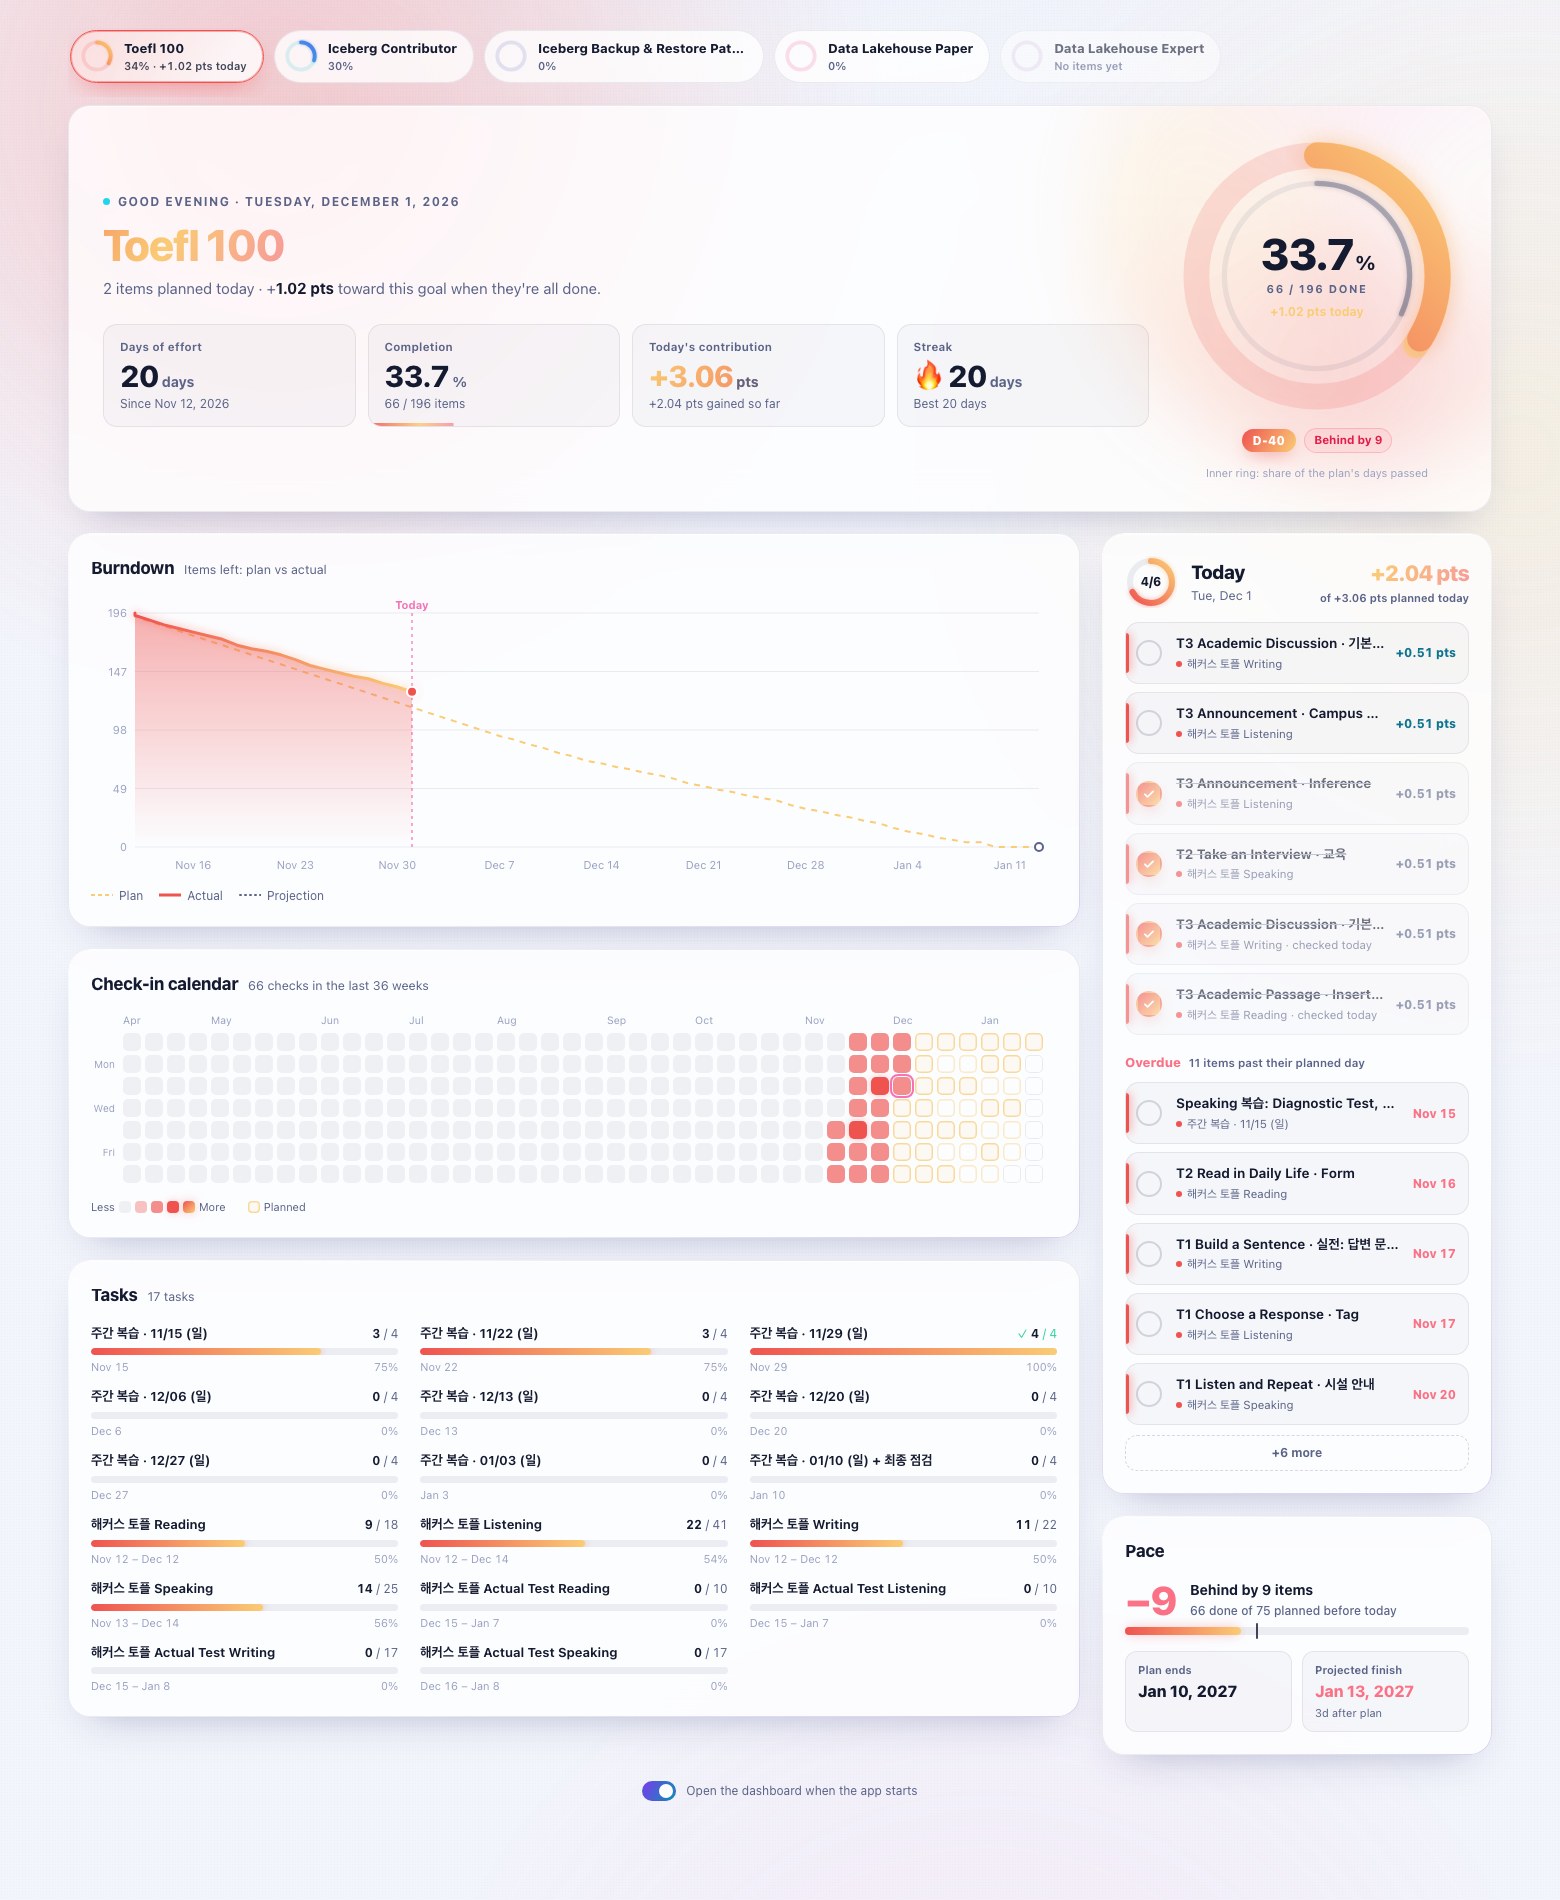 Toefl 100
34% · +1.02 pts today
Iceberg Contributor
30%
Iceberg Backup & Restore Pat...
0%
Data Lakehouse Paper
0%
Data Lakehouse Expert
No items yet
GOOD EVENING · TUESDAY, DECEMBER 1, 2026
Toefl 100
2 items planned today · +1.02 pts toward this goal when they're all done.
Days of effort
20 days
Since Nov 12, 2026
Completion
33.7 %
66 / 196 items
Today's contribution
+3.06 pts
+2.04 pts gained so far
Streak
🔥 20 days
Best 20 days
33.7%
66 / 196 DONE
+1.02 pts today
D-40
Behind by 9
Inner ring: share of the plan's days passed
Burndown Items left: plan vs actual
Today
196
147
98
49
0
Nov 16 Nov 23 Nov 30 Dec 7 Dec 14 Dec 21 Dec 28 Jan 4 Jan 11
Plan Actual Projection
Check-in calendar 66 checks in the last 36 weeks
Apr May Jun Jul Aug Sep Oct Nov Dec Jan
Mon
Wed
Fri
Less More Planned
Tasks 17 tasks
주간 복습 · 11/15 (일) 3 / 4
Nov 15 75%
주간 복습 · 11/22 (일) 3 / 4
Nov 22 75%
주간 복습 · 11/29 (일) ✓ 4 / 4
Nov 29 100%
주간 복습 · 12/06 (일) 0 / 4
Dec 6 0%
주간 복습 · 12/13 (일) 0 / 4
Dec 13 0%
주간 복습 · 12/20 (일) 0 / 4
Dec 20 0%
주간 복습 · 12/27 (일) 0 / 4
Dec 27 0%
주간 복습 · 01/03 (일) 0 / 4
Jan 3 0%
주간 복습 · 01/10 (일) + 최종 점검 0 / 4
Jan 10 0%
해커스 토플 Reading 9 / 18
Nov 12 – Dec 12 50%
해커스 토플 Listening 22 / 41
Nov 12 – Dec 14 54%
해커스 토플 Writing 11 / 22
Nov 12 – Dec 12 50%
해커스 토플 Speaking 14 / 25
Nov 13 – Dec 14 56%
해커스 토플 Actual Test Reading 0 / 10
Dec 15 – Jan 7 0%
해커스 토플 Actual Test Listening 0 / 10
Dec 15 – Jan 7 0%
해커스 토플 Actual Test Writing 0 / 17
Dec 15 – Jan 8 0%
해커스 토플 Actual Test Speaking 0 / 17
Dec 16 – Jan 8 0%
4/6
Today
Tue, Dec 1
+2.04 pts
of +3.06 pts planned today
T3 Academic Discussion · 기본...
해커스 토플 Writing
+0.51 pts
T3 Announcement · Campus ...
해커스 토플 Listening
+0.51 pts
T3 Announcement · Inference
해커스 토플 Listening
+0.51 pts
T2 Take an Interview · 교육
해커스 토플 Speaking
+0.51 pts
T3 Academic Discussion · 기본...
해커스 토플 Writing · checked today
+0.51 pts
T3 Academic Passage · Insert...
해커스 토플 Reading · checked today
+0.51 pts
Overdue 11 items past their planned day
Speaking 복습: Diagnostic Test, ...
주간 복습 · 11/15 (일)
Nov 15
T2 Read in Daily Life · Form
해커스 토플 Reading
Nov 16
T1 Build a Sentence · 실전: 답변 문...
해커스 토플 Writing
Nov 17
T1 Choose a Response · Tag
해커스 토플 Listening
Nov 17
T1 Listen and Repeat · 시설 안내
해커스 토플 Speaking
Nov 20
+6 more
Pace
−9
Behind by 9 items
66 done of 75 planned before today
Plan ends
Jan 10, 2027
Projected finish
Jan 13, 2027
3d after plan
Open the dashboard when the app starts